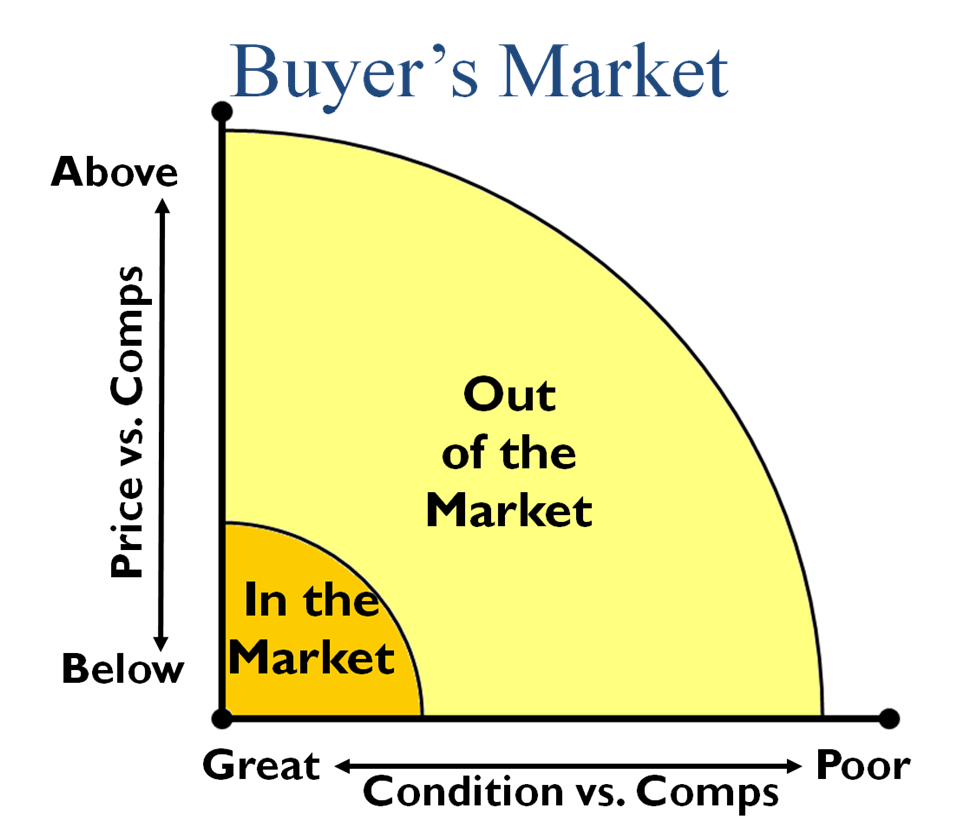 Buyer’s Market
Above
Price vs. Comps
Below
Out
of the
Market
In the
Market
Great
Poor
Condition vs. Comps